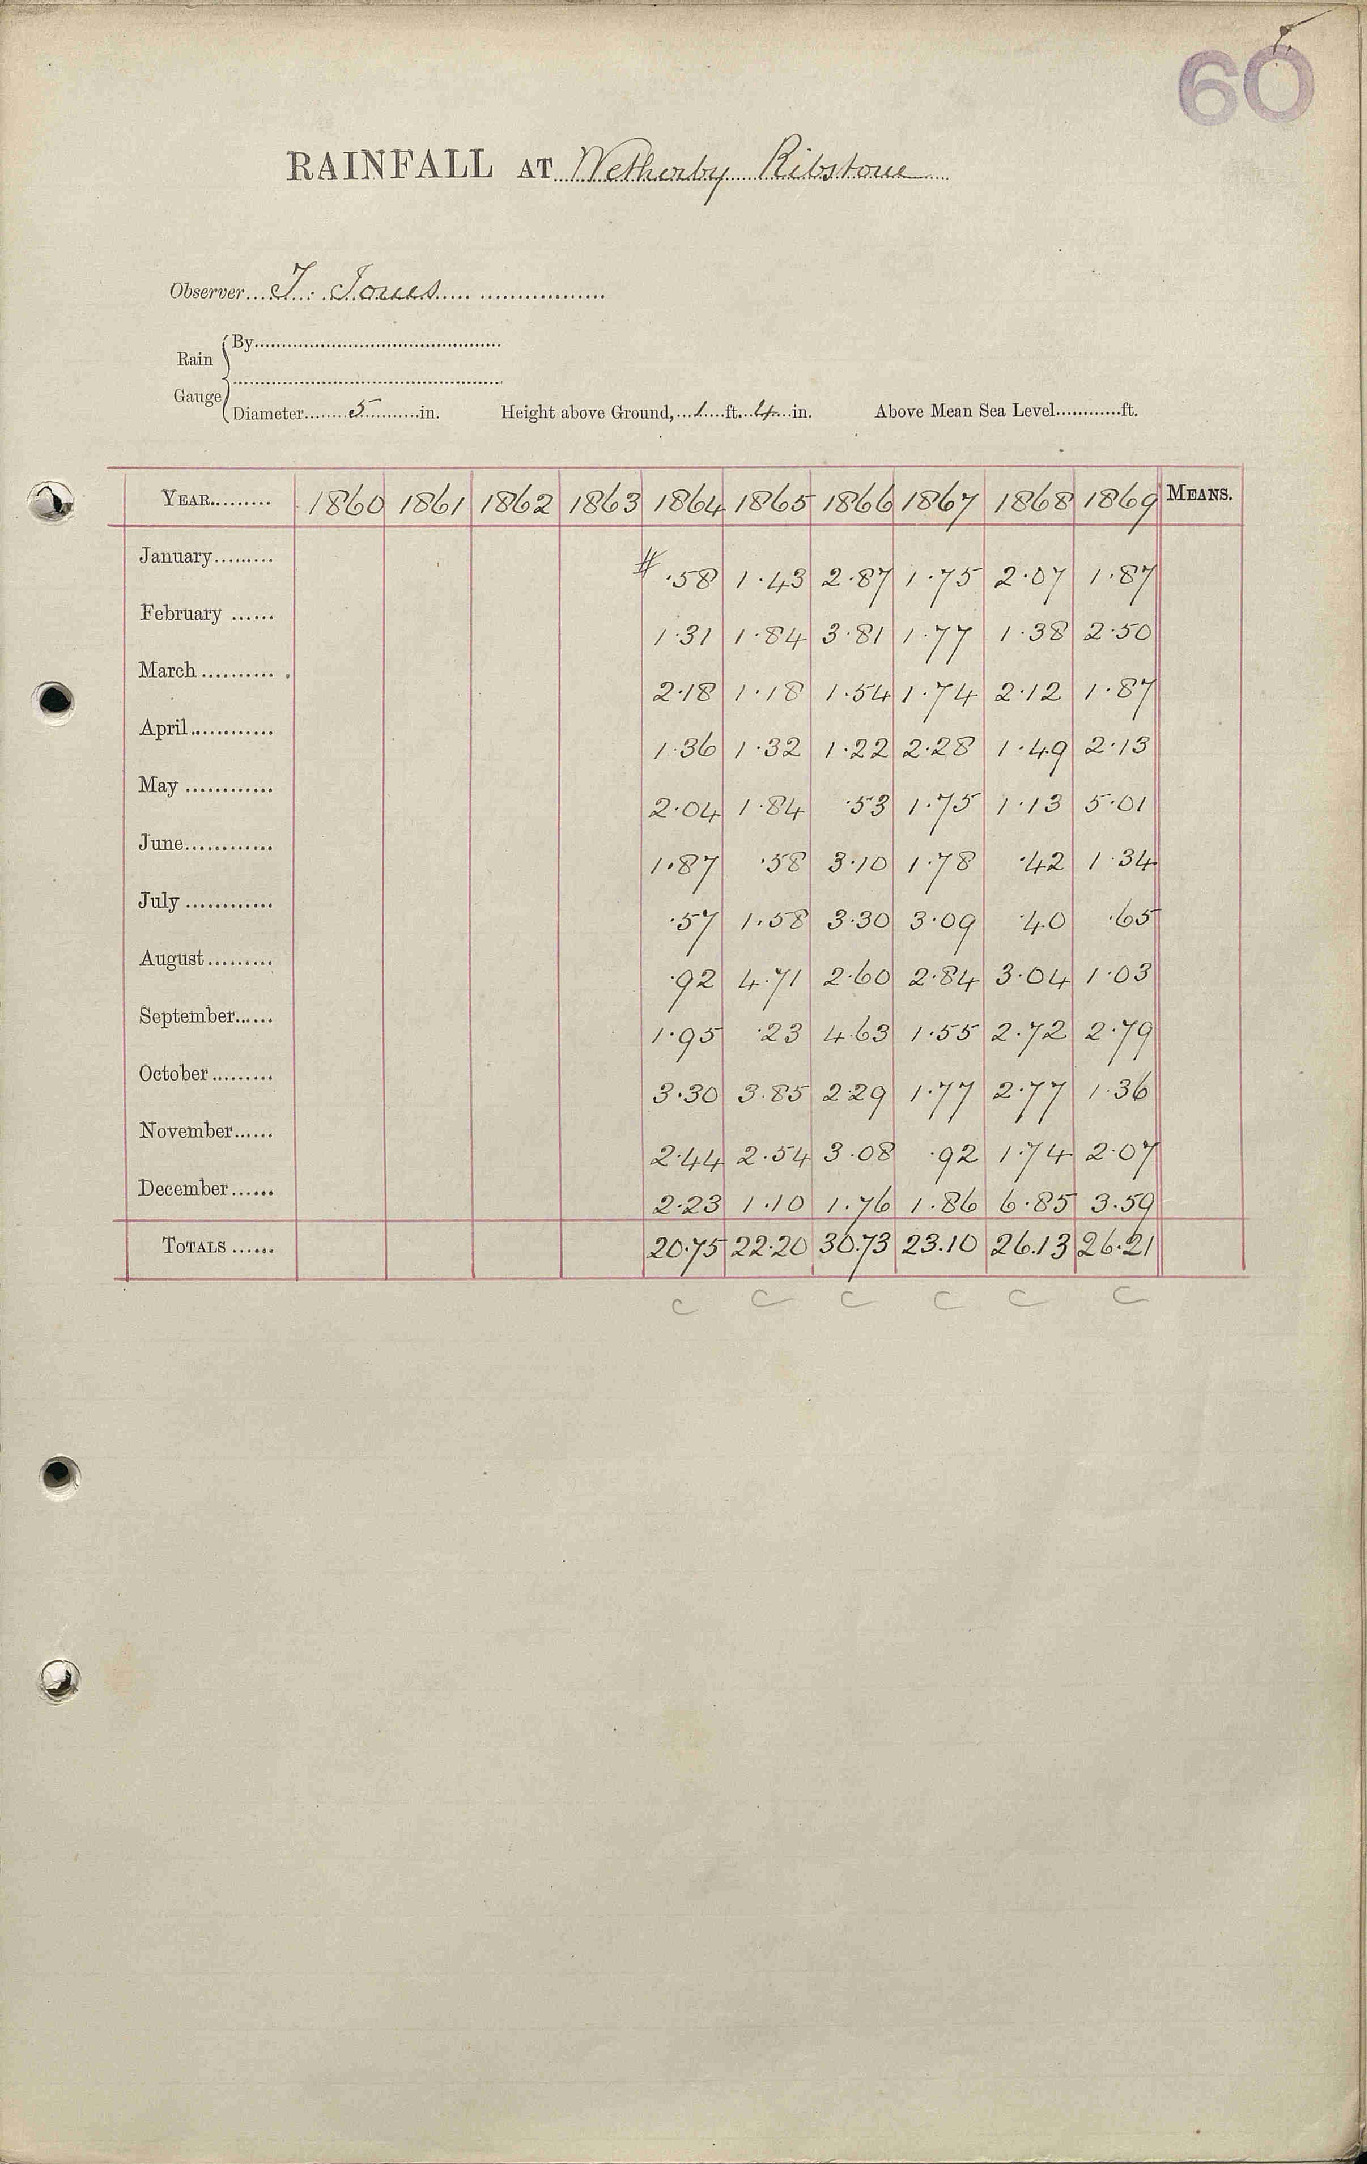 60
RAINFALL AT Wetherby Ribstone
Observer T. Jones
Rain Gauge
By
Diameter 5 in. Height above Ground, 1 ft. 4 in. Above Mean Sea Level ft.
YEAR 1860 1861 1862 1863 1864 1865 1866 1867 1868 1869 MEANS.
January # .58 1.43 2.87 1.75 2.07 1.87
February 1.31 1.84 3.81 1.77 1.38 2.50
March 2.18 1.18 1.54 1.74 2.12 1.87
April 1.36 1.32 1.22 2.28 1.49 2.13
May 2.04 1.84 .53 1.75 1.13 5.01
June 1.87 .58 3.10 1.78 .42 1.34
July .57 1.58 3.30 3.09 .40 .65
August .92 4.71 2.60 2.84 3.04 1.03
September 1.95 .23 4.63 1.55 2.72 2.79
October 3.30 3.85 2.29 1.77 2.77 1.36
November 2.44 2.54 3.08 .92 1.74 2.07
December 2.23 1.10 1.76 1.86 6.85 3.59
TOTALS 20.75 22.20 30.73 23.10 26.13 26.21
c c c c c c